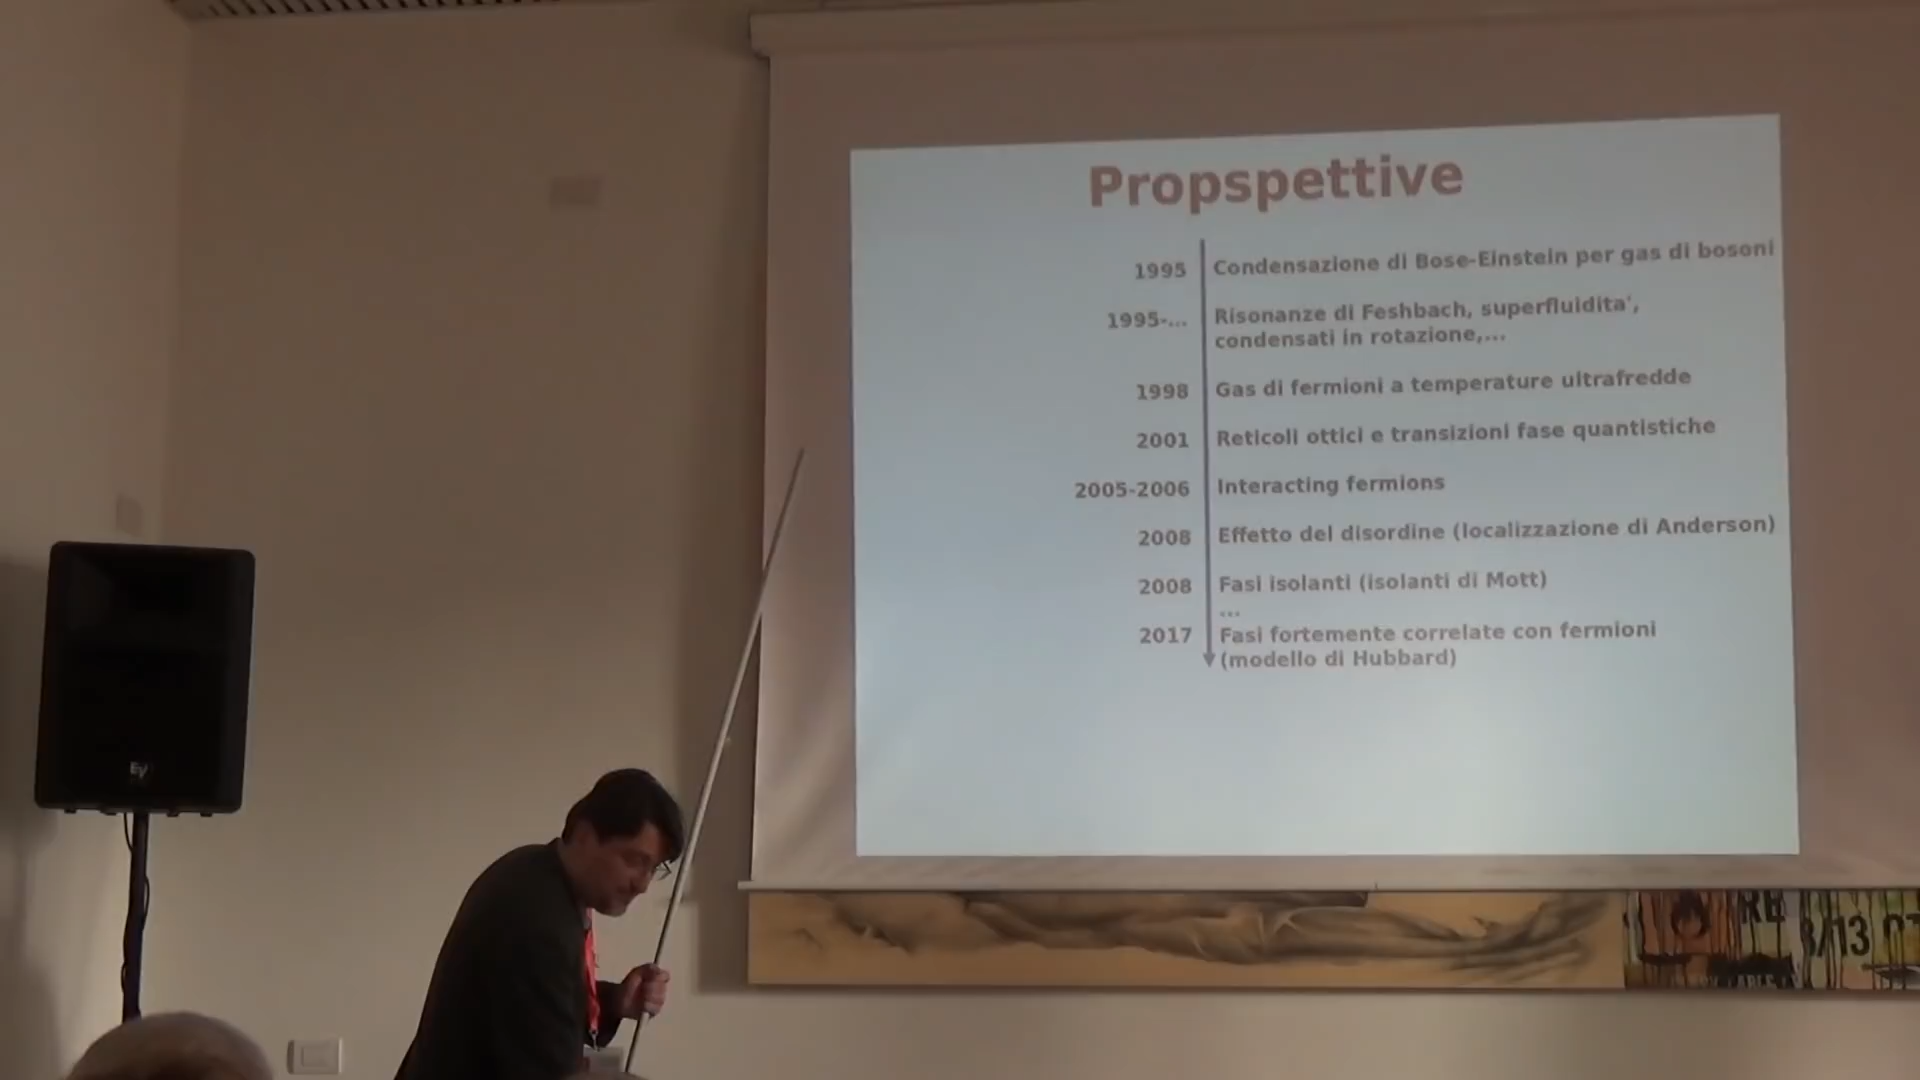 Propspettive
1995 Condensazione di Bose-Einstein per gas di bosoni
1995-... Risonanze di Feshbach, superfluidita',
condensati in rotazione,...
1998 Gas di fermioni a temperature ultrafredde
2001 Reticoli ottici e transizioni fase quantistiche
2005-2006 Interacting fermions
2008 Effetto del disordine (localizzazione di Anderson)
2008 Fasi isolanti (isolanti di Mott)
...
2017 Fasi fortemente correlate con fermioni
(modello di Hubbard)
EV
RE